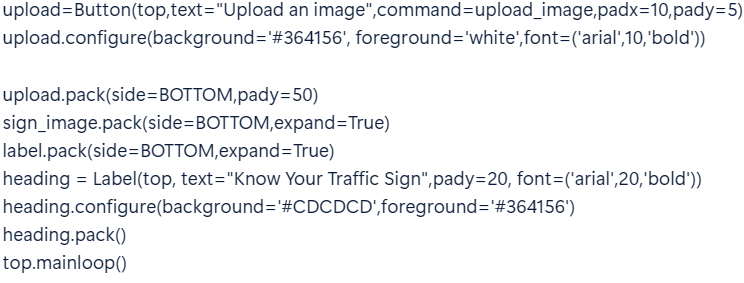 upload=Button(top,text="Upload an image",command=upload_image,padx=10,pady=5)
upload.configure(background='#364156', foreground='white',font=('arial',10,'bold'))
upload.pack(side=BOTTOM,pady=50)
sign_image.pack(side=BOTTOM,expand=True)
label.pack(side=BOTTOM,expand=True)
heading = Label(top, text="Know Your Traffic Sign",pady=20, font=('arial',20,'bold'))
heading.configure(background='#CDCDCD',foreground='#364156')
heading.pack()
top.mainloop()